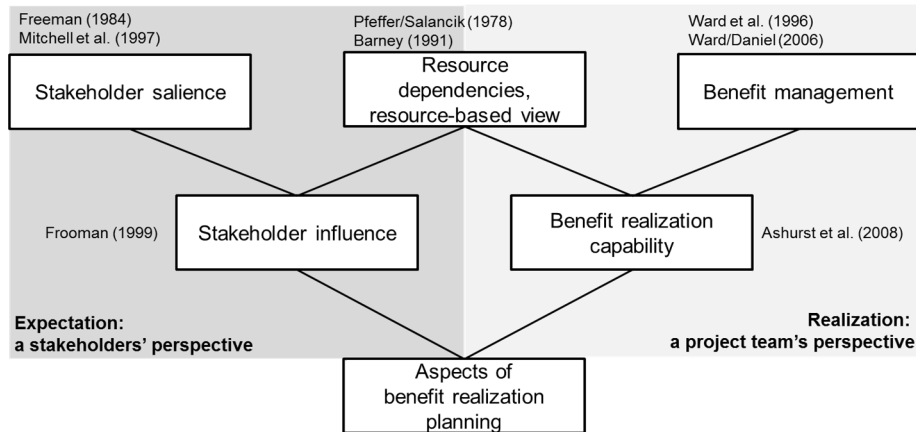 Freeman (1984)
Mitchell et al. (1997)
Pfeffer/Salancik (1978)
Barney (1991)
Ward et al. (1996)
Ward/Daniel (2006)
Stakeholder salience
Resource
dependencies,
resource-based view
Benefit management
Frooman (1999)
Stakeholder influence
Benefit realization
capability
Ashurst et al. (2008)
Expectation:
a stakeholders’ perspective
Realization:
a project team’s perspective
Aspects of
benefit realization
planning